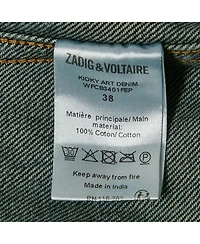 ZADIG & VOLTAIRE
KIOKY ART DENIM
WFCB3401FEP
38
Matière principale/ Main
material:
100% Coton/ Cotton
Keep away from fire
Made in India